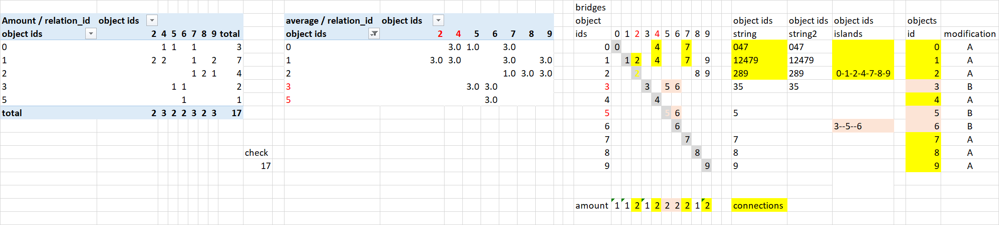 bridges
Amount / relation_id object ids average / relation_id object ids object object ids object ids object ids objects
object ids 2 4 5 6 7 8 9 total object ids 2 4 5 6 7 8 9 ids 0 1 2 3 4 5 6 7 8 9 string string2 islands id modification
0 1 1 1 3 0 3.0 1.0 3.0 0 0 4 7 047 047 0 A
1 2 2 1 2 7 1 3.0 3.0 3.0 3.0 1 1 2 4 7 9 12479 12479 1 A
2 1 2 1 4 2 1.0 3.0 3.0 2 2 8 9 289 289 0-1-2-4-7-8-9 2 A
3 1 1 2 3 3.0 3.0 3 3 5 6 35 35 3 B
5 1 1 5 3.0 4 4 4 A
total 2 3 2 2 3 2 3 17 5 5 6 5 5 B
6 6 3--5--6 6 B
7 7 7 7 A
check 8 8 8 8 A
17 9 9 9 9 A
amount 1 1 2 1 2 2 2 2 1 2 connections